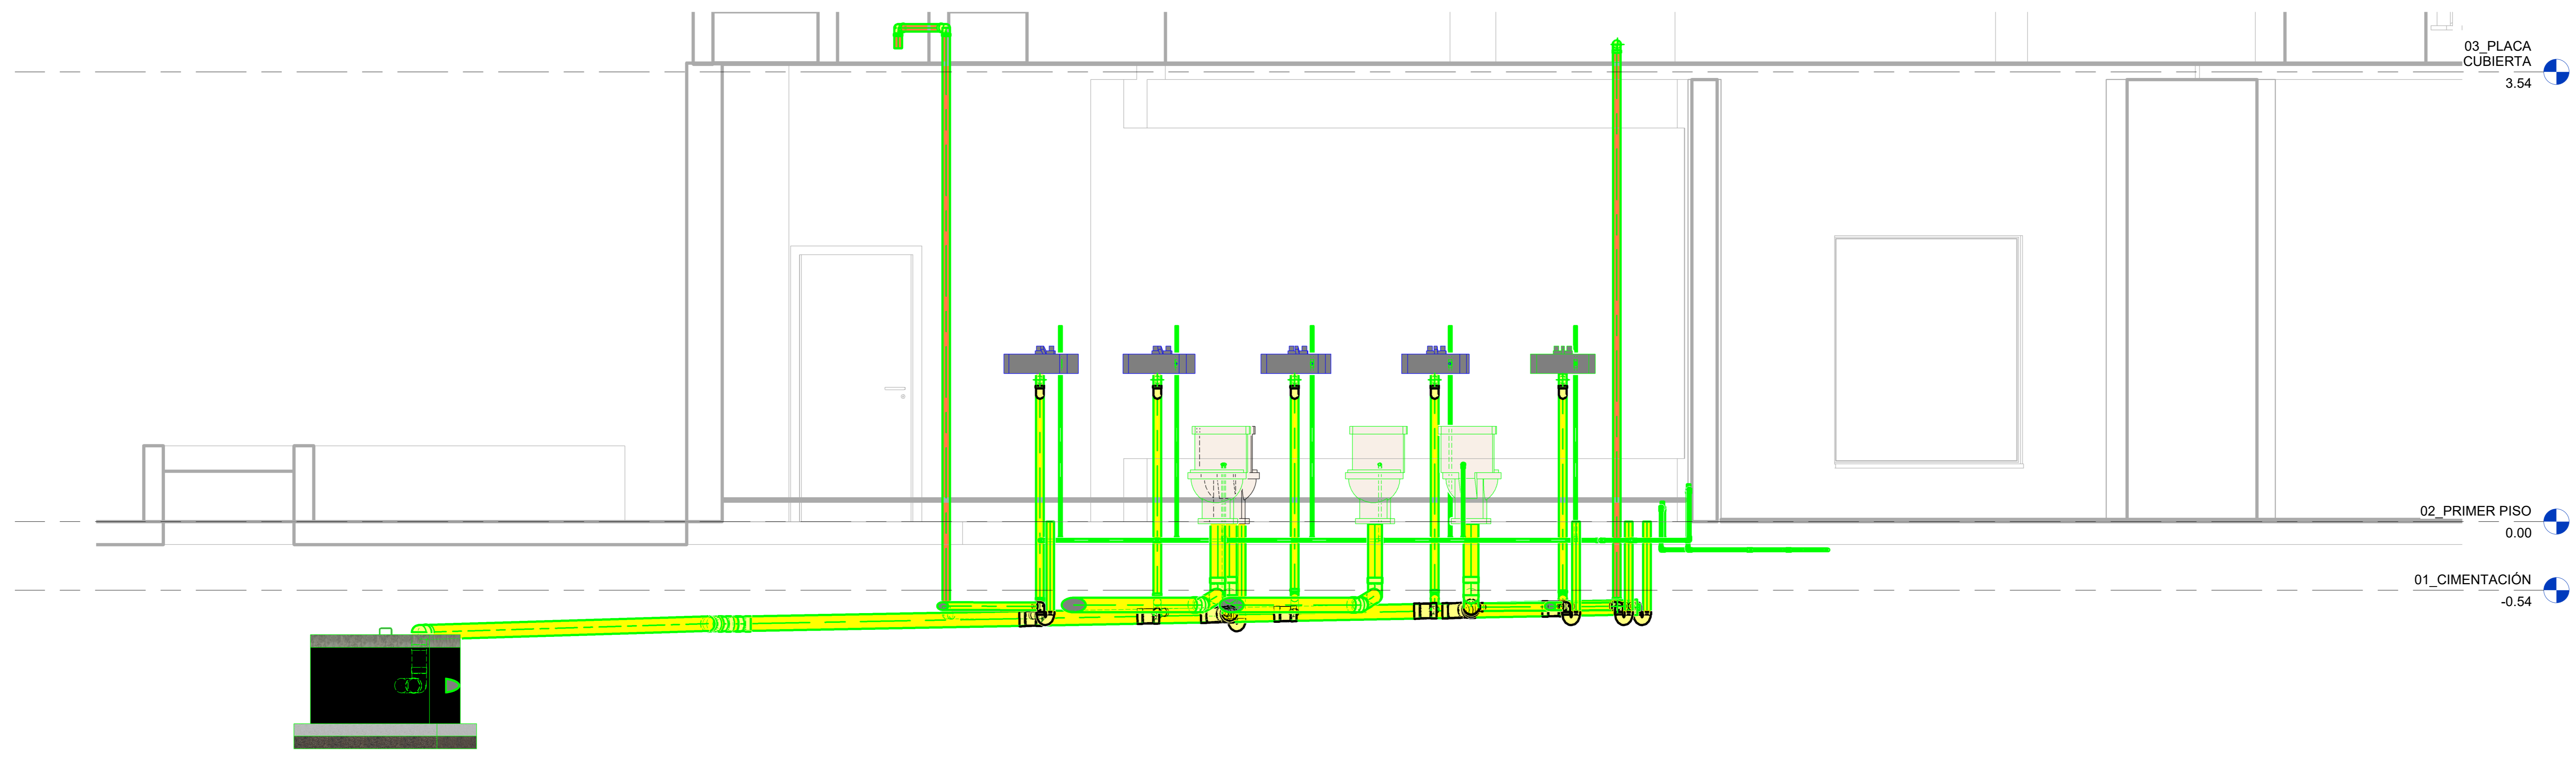 03_PLACA
CUBIERTA
3.54
02_PRIMER PISO
0.00
01_CIMENTACIÓN
-0.54